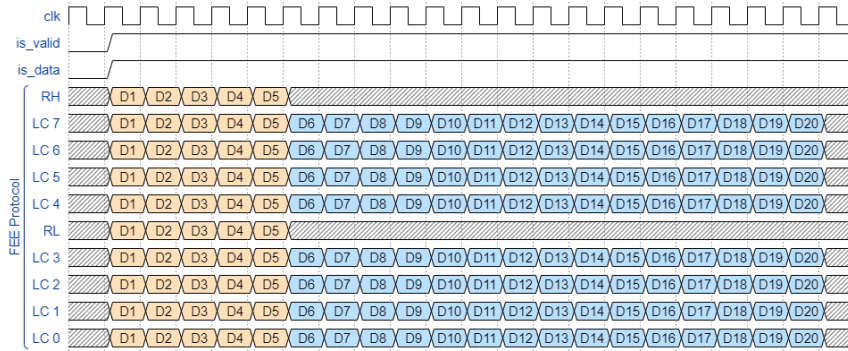 clk
is_valid
is_data
RH D1 D2 D3 D4 D5
LC 7 D1 D2 D3 D4 D5 D6 D7 D8 D9 D10 D11 D12 D13 D14 D15 D16 D17 D18 D19 D20
LC 6 D1 D2 D3 D4 D5 D6 D7 D8 D9 D10 D11 D12 D13 D14 D15 D16 D17 D18 D19 D20
LC 5 D1 D2 D3 D4 D5 D6 D7 D8 D9 D10 D11 D12 D13 D14 D15 D16 D17 D18 D19 D20
LC 4 D1 D2 D3 D4 D5 D6 D7 D8 D9 D10 D11 D12 D13 D14 D15 D16 D17 D18 D19 D20
RL D1 D2 D3 D4 D5
LC 3 D1 D2 D3 D4 D5 D6 D7 D8 D9 D10 D11 D12 D13 D14 D15 D16 D17 D18 D19 D20
LC 2 D1 D2 D3 D4 D5 D6 D7 D8 D9 D10 D11 D12 D13 D14 D15 D16 D17 D18 D19 D20
LC 1 D1 D2 D3 D4 D5 D6 D7 D8 D9 D10 D11 D12 D13 D14 D15 D16 D17 D18 D19 D20
LC 0 D1 D2 D3 D4 D5 D6 D7 D8 D9 D10 D11 D12 D13 D14 D15 D16 D17 D18 D19 D20
FEE Protocol